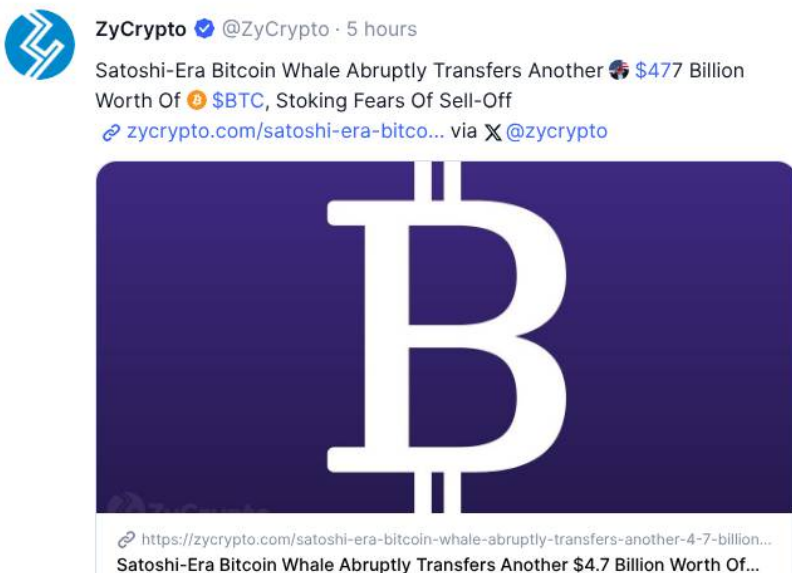 ZyCrypto @ZyCrypto · 5 hours
Satoshi-Era Bitcoin Whale Abruptly Transfers Another $477 Billion
Worth Of $BTC, Stoking Fears Of Sell-Off
zycrypto.com/satoshi-era-bitco... via X @zycrypto
ZyCrypto
https://zycrypto.com/satoshi-era-bitcoin-whale-abruptly-transfers-another-4-7-billion...
Satoshi-Era Bitcoin Whale Abruptly Transfers Another $4.7 Billion Worth Of...